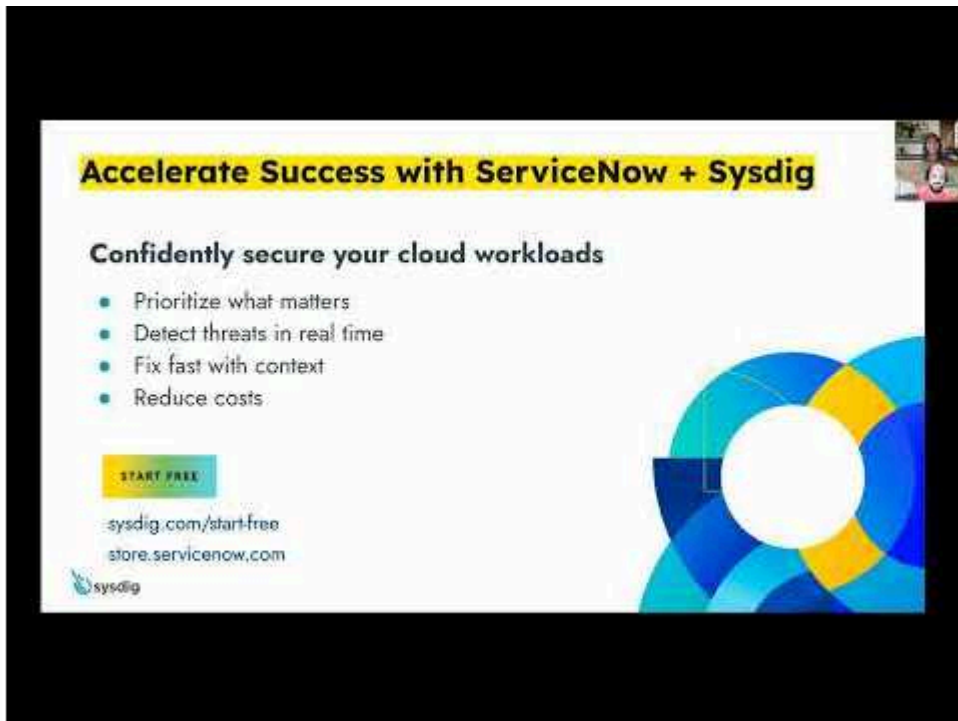 Accelerate Success with ServiceNow + Sysdig
Confidently secure your cloud workloads
Prioritize what matters
Detect threats in real time
Fix fast with context
Reduce costs
START FREE
sysdig.com/start-free
store.servicenow.com
sysdig